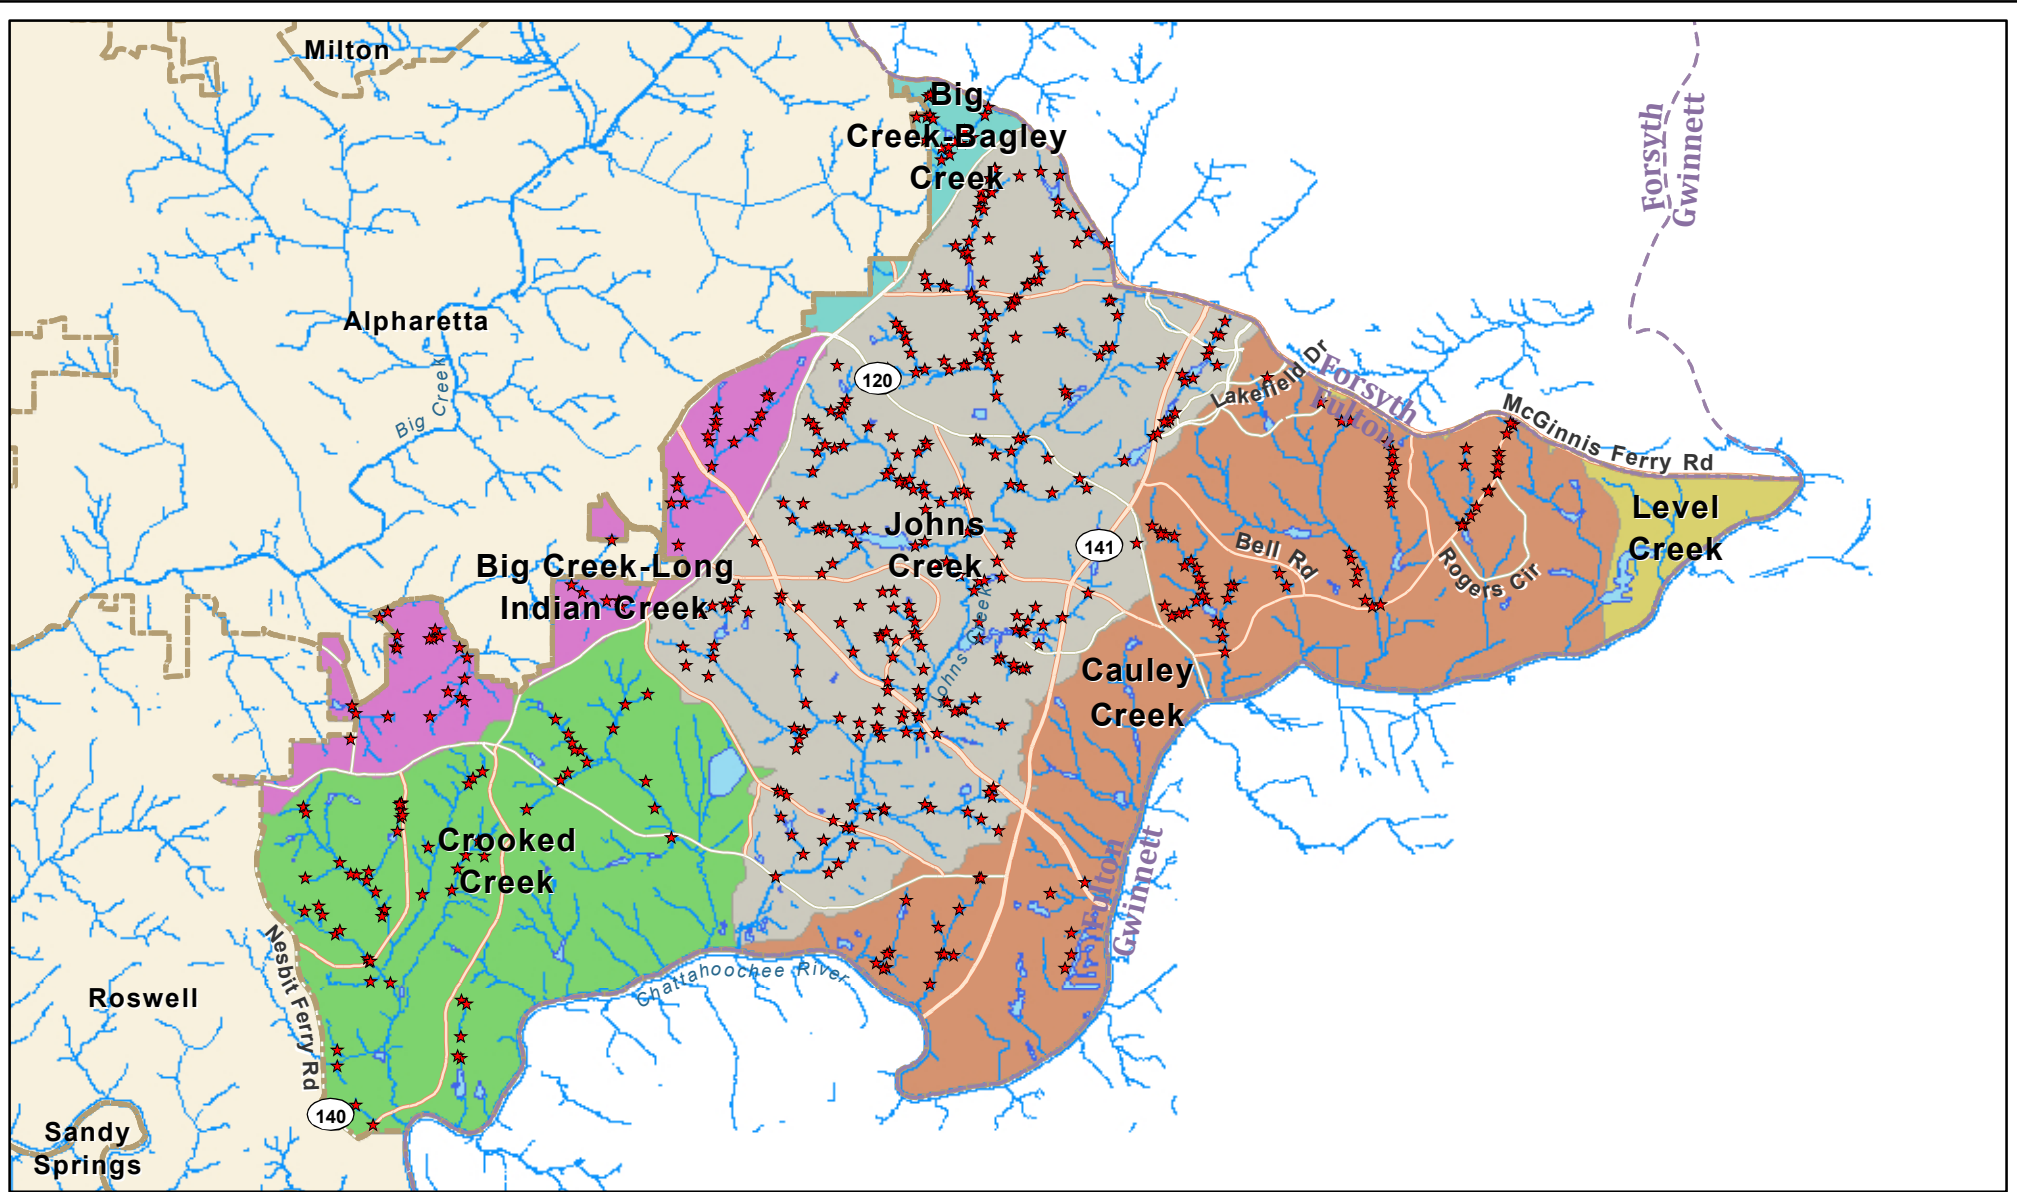 Milton
Big
Creek-Bagley
Creek
Forsyth
Gwinnett
Alpharetta
Big Creek
120
Lakefield Dr
Forsyth
Fulton
McGinnis Ferry Rd
Level
Creek
Johns
Creek
141
Bell Rd
Rogers Cir
Big Creek-Long
Indian Creek
Johns Creek
Cauley
Creek
Crooked
Creek
Fulton
Gwinnett
Nesbit Ferry Rd
Chattahoochee River
Roswell
140
Sandy
Springs